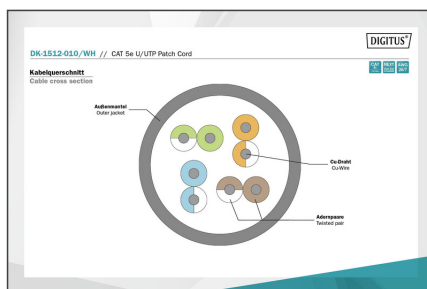 DIGITUS®
DK-1512-010/WH // CAT 5e U/UTP Patch Cord
Kabelquerschnitt
Cable cross section
Außenmantel
Outer jacket
Cu-Draht
Cu-Wire
Adernpaare
Twisted pair